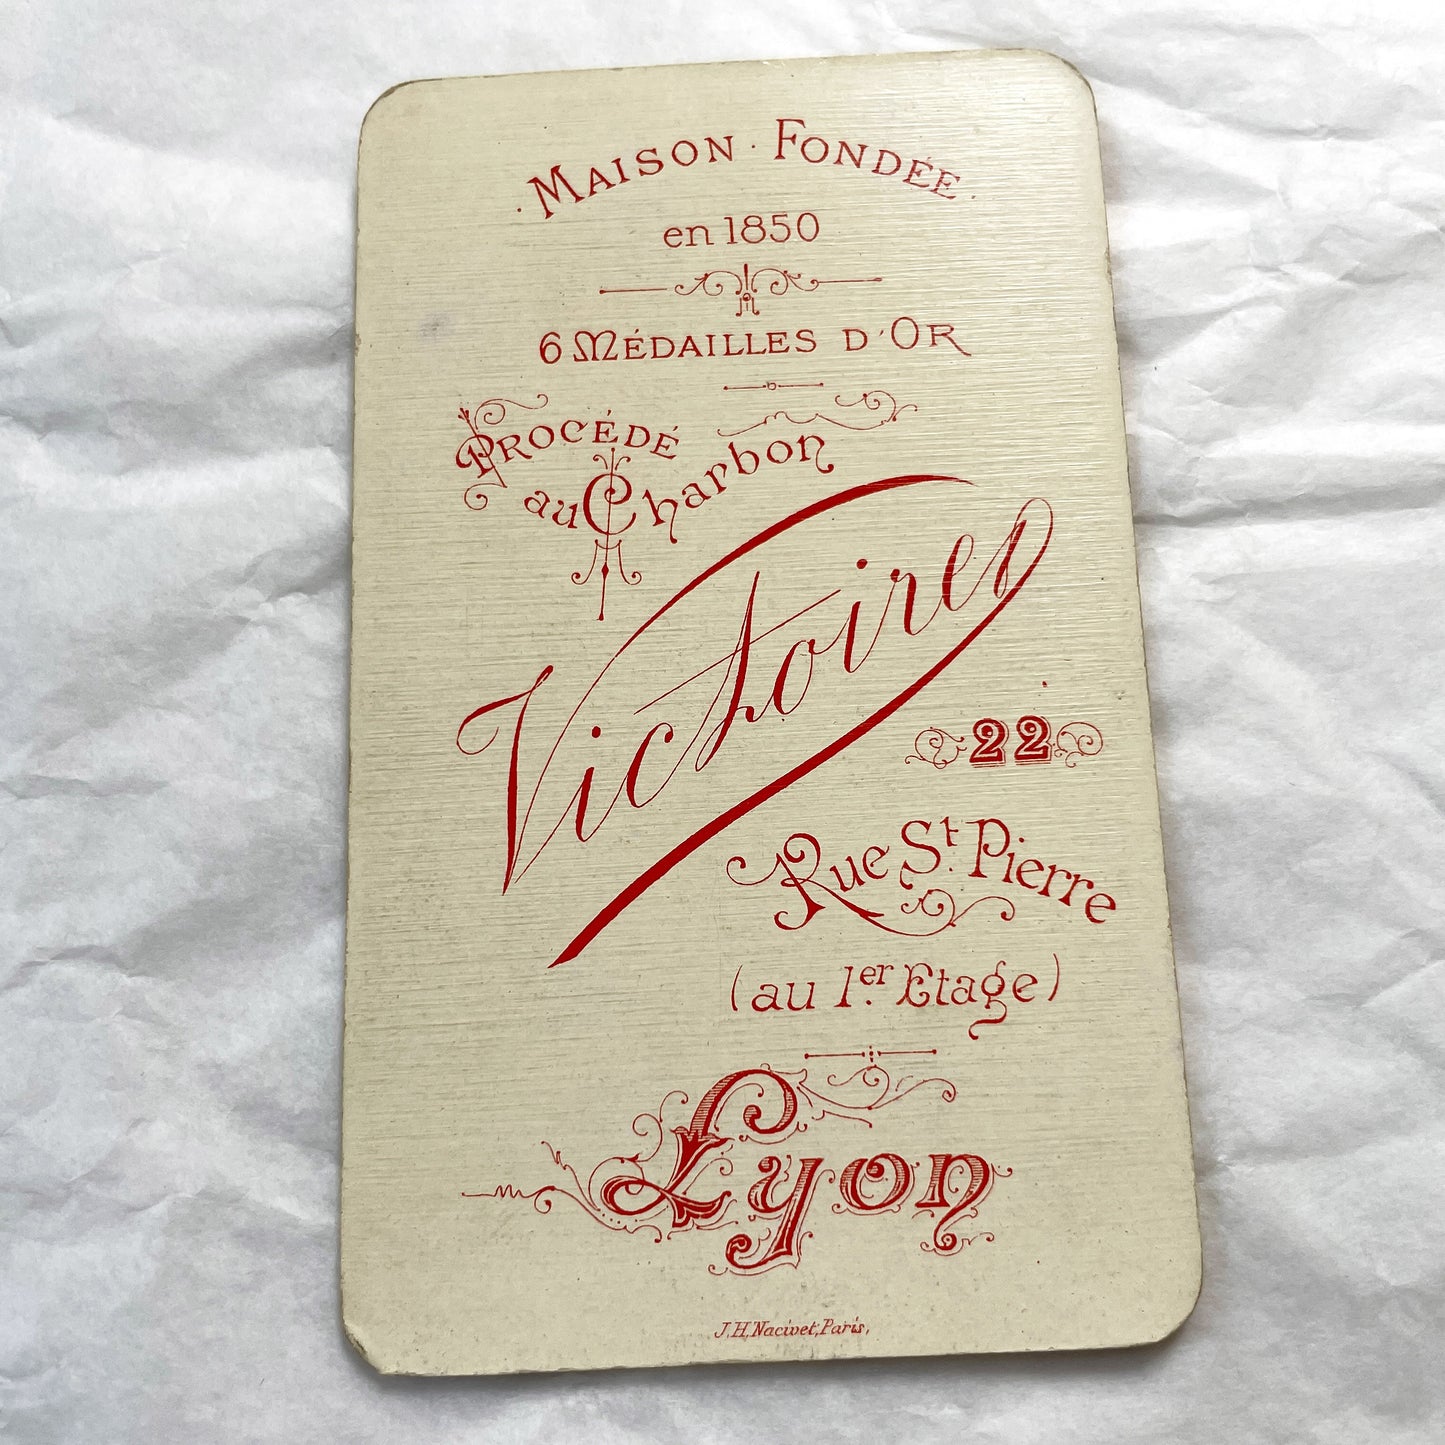 . MAISON · FONDÉE .
en 1850
6 MÉDAILLES D'OR
PROCÉDÉ
au Charbon
Victoires
22
Rue St. Pierre
(au 1er. Etage)
Lyon
J.H. Nacivet, Paris,